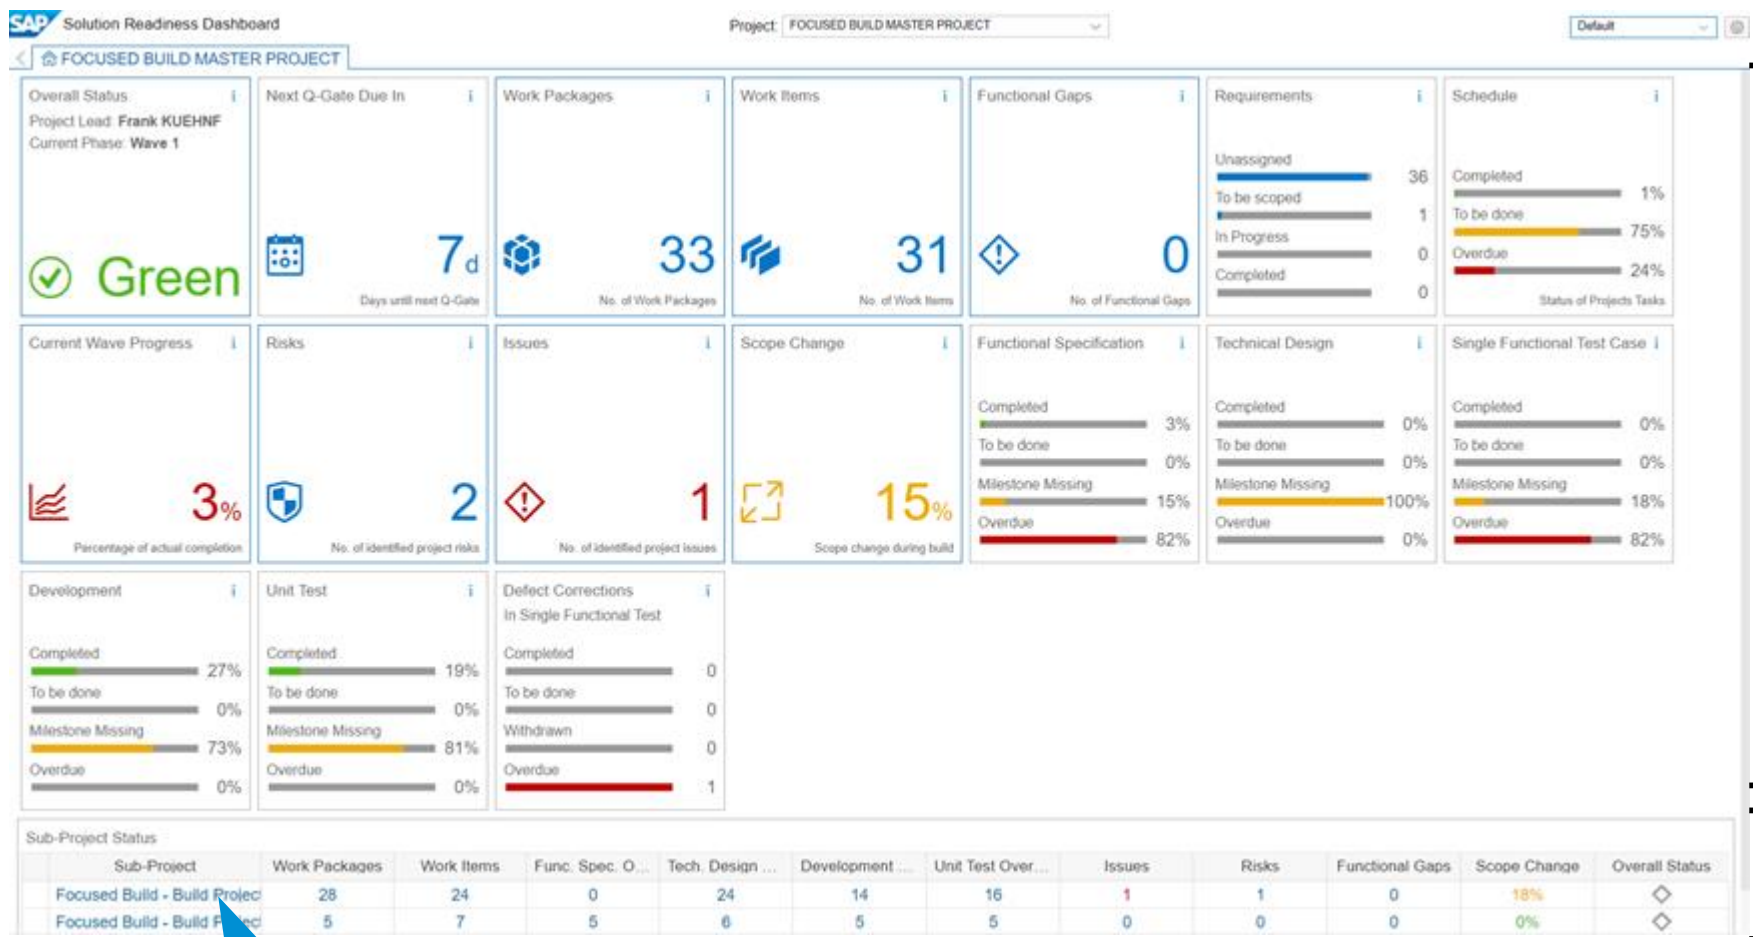 SAP Solution Readiness Dashboard
Project: FOCUSED BUILD MASTER PROJECT
Default
FOCUSED BUILD MASTER PROJECT
Overall Status i
Project Lead: Frank KUEHNF
Current Phase: Wave 1
Green
Next Q-Gate Due In i
7d
Days until next Q-Gate
Work Packages i
33
No. of Work Packages
Work Items i
31
No. of Work Items
Functional Gaps i
0
No. of Functional Gaps
Requirements i
Unassigned
36
To be scoped
1
In Progress
0
Completed
0
Schedule i
Completed
1%
To be done
75%
Overdue
24%
Status of Projects Tasks
Current Wave Progress i
3%
Percentage of actual completion
Risks i
2
No. of identified project risks
Issues i
1
No. of identified project issues
Scope Change i
15%
Scope change during build
Functional Specification i
Completed
3%
To be done
0%
Milestone Missing
15%
Overdue
82%
Technical Design i
Completed
0%
To be done
0%
Milestone Missing
100%
Overdue
0%
Single Functional Test Case i
Completed
0%
To be done
0%
Milestone Missing
18%
Overdue
82%
Development i
Completed
27%
To be done
0%
Milestone Missing
73%
Overdue
0%
Unit Test i
Completed
19%
To be done
0%
Milestone Missing
81%
Overdue
0%
Defect Corrections i
In Single Functional Test
Completed
0
To be done
0
Withdrawn
0
Overdue
1
Sub-Project Status
Sub-Project Work Packages Work Items Func. Spec. O... Tech. Design ... Development ... Unit Test Over... Issues Risks Functional Gaps Scope Change Overall Status
Focused Build - Build Projec 28 24 0 24 14 16 1 1 0 18%
Focused Build - Build 5 7 5 6 5 5 0 0 0 0%